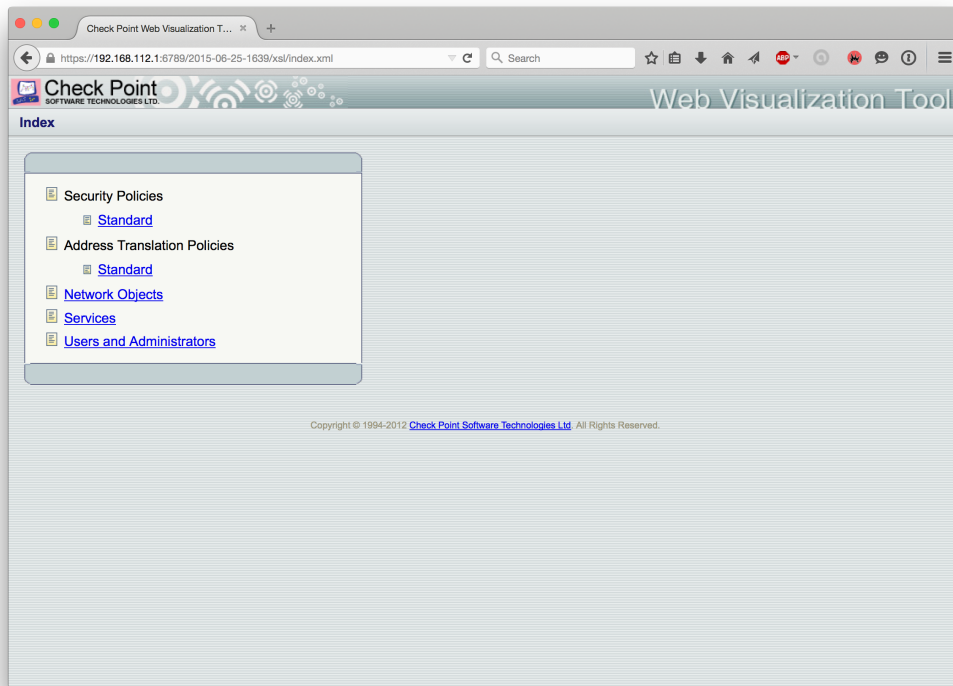 Check Point Web Visualization T...
https://192.168.112.1:6789/2015-06-25-1639/xsl/index.xml
Search
ABP
Check Point
SOFTWARE TECHNOLOGIES LTD.
Web Visualization Tool
Index
Security Policies
Standard
Address Translation Policies
Standard
Network Objects
Services
Users and Administrators
Copyright © 1994-2012 Check Point Software Technologies Ltd. All Rights Reserved.